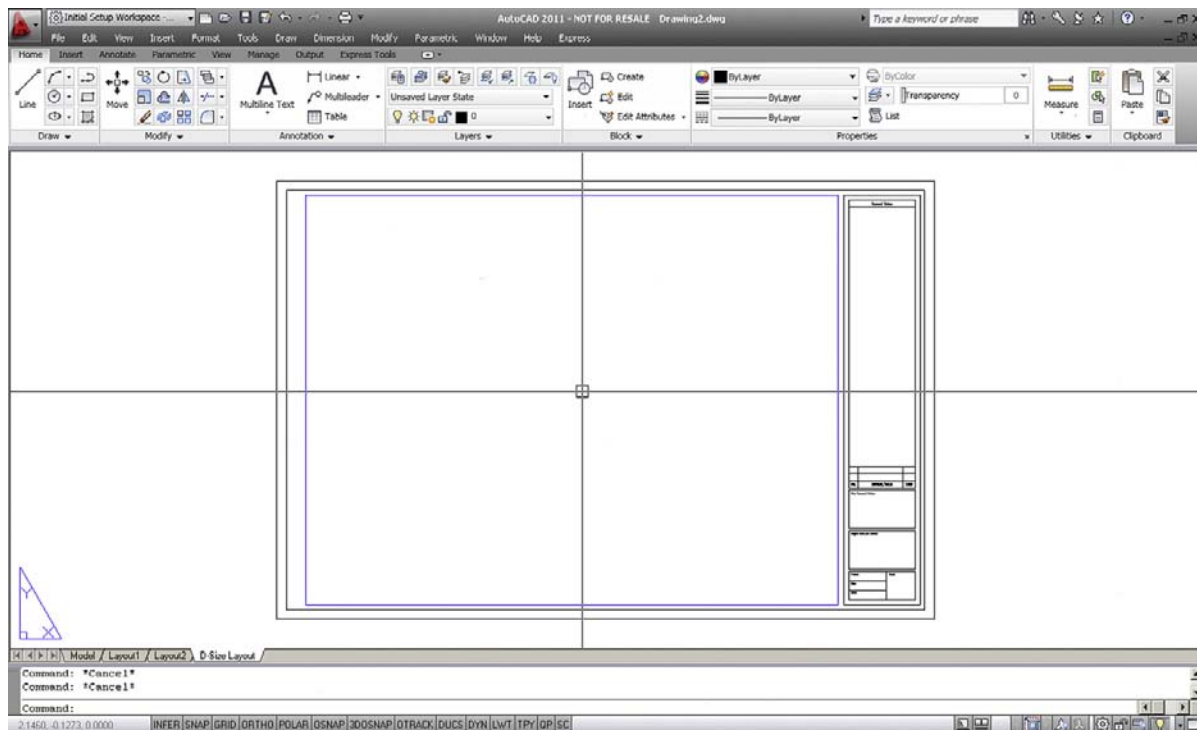 Initial Setup Workspace -...
AutoCAD 2011 - NOT FOR RESALE Drawing2.dwg
Type a keyword or phrase
File Edit View Insert Format Tools Draw Dimension Modify Parametric Window Help Express
Home Insert Annotate Parametric View Manage Output Express Tools
Line
Move
A
Multiline Text
Linear
Multileader
Table
Unsaved Layer State
0
Insert
Create
Edit
Edit Attributes
ByLayer
ByLayer
ByLayer
ByColor
Transparency 0
List
Measure
Paste
Draw Modify Annotation Layers Block Properties Utilities Clipboard
Y
X
Model Layout1 Layout2 D-Size Layout
Command: *Cancel*
Command: *Cancel*
Command:
2.1460, -0.1273, 0.0000 INFER SNAP GRID ORTHO POLAR OSNAP 3DOSNAP OTRACK DUCS DYN LWT TPY QP SC